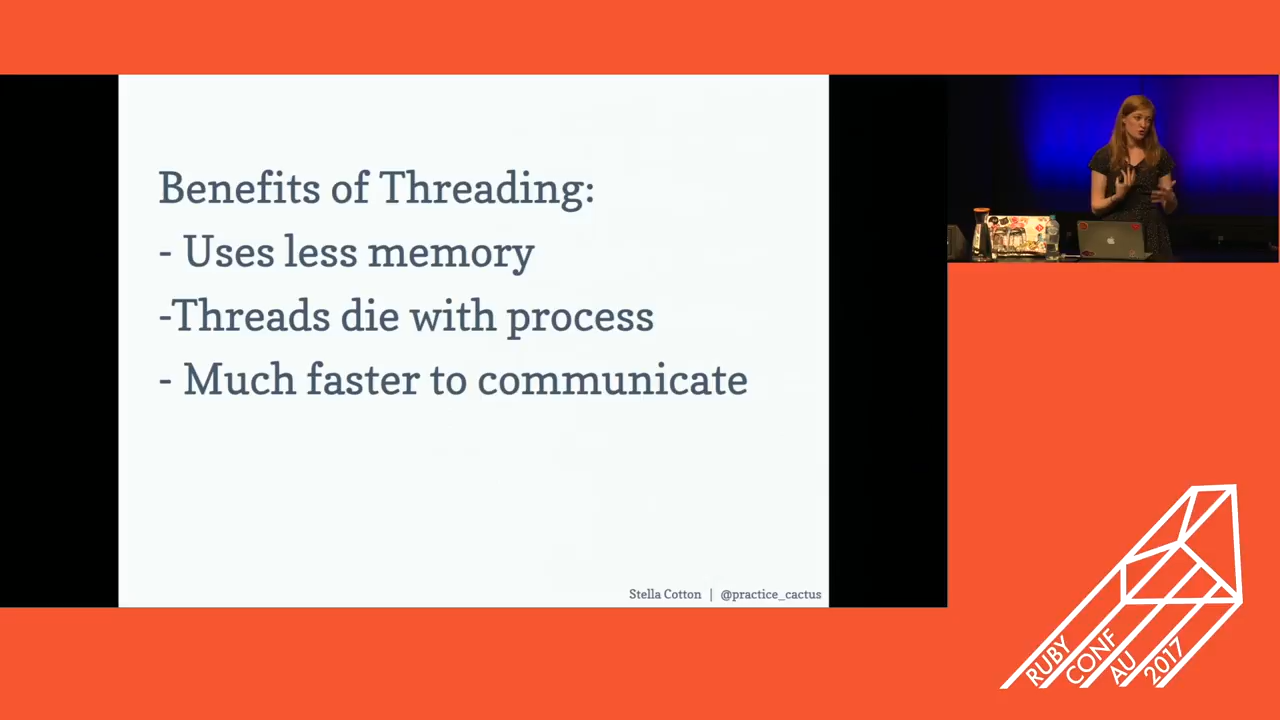 Benefits of Threading:
- Uses less memory
-Threads die with process
- Much faster to communicate
Stella Cotton | @practice_cactus
RUBY
CONF
AU
2017